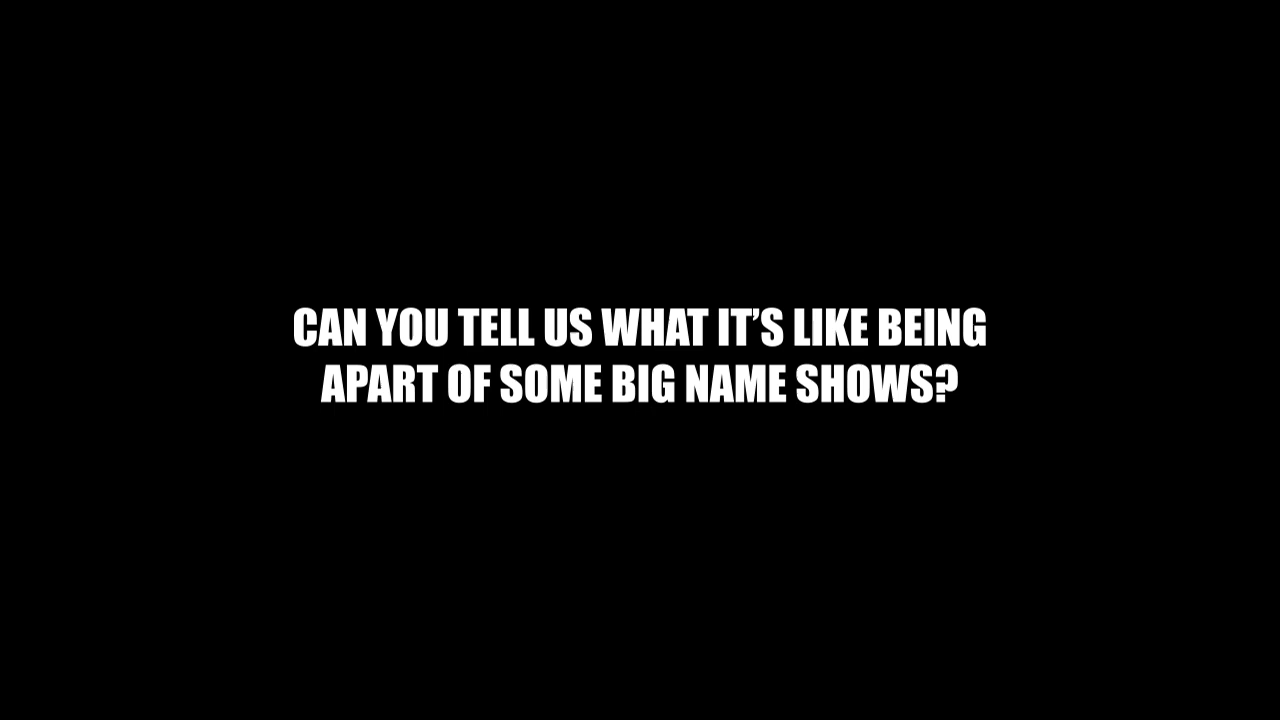 CAN YOU TELL US WHAT IT’S LIKE BEING
APART OF SOME BIG NAME SHOWS?